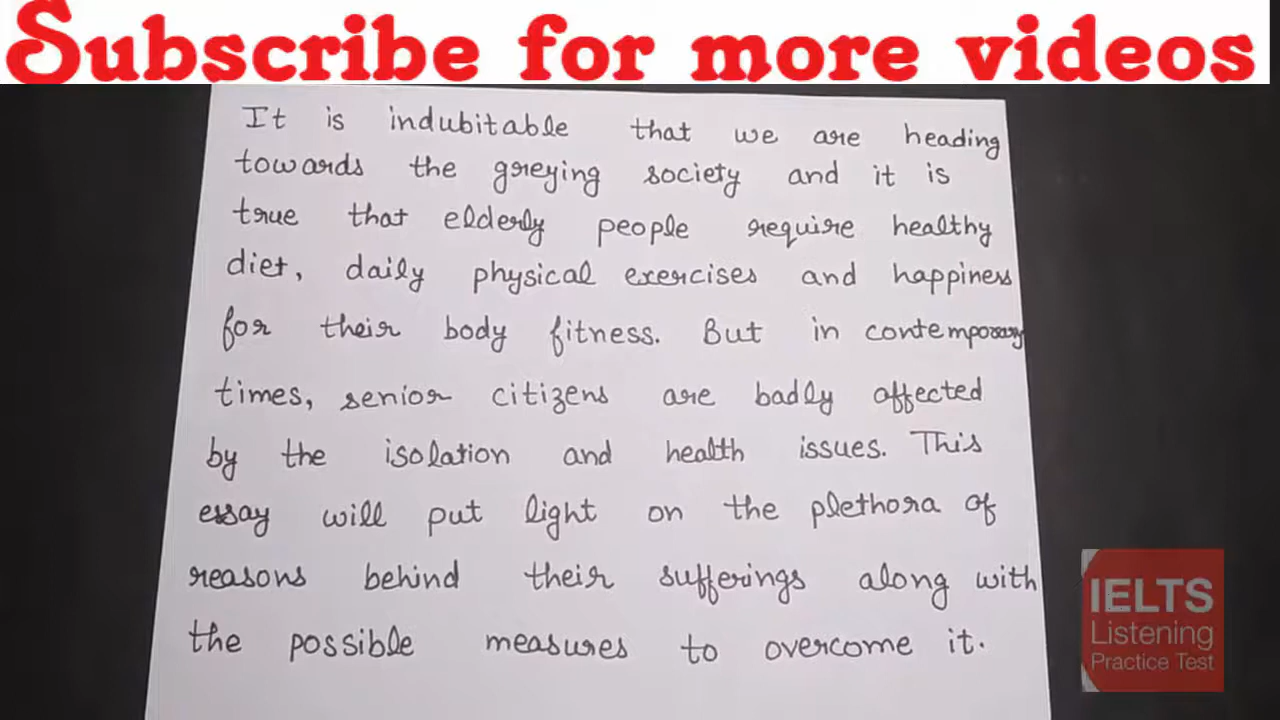 Subscribe for more videos
It is indubitable that we are heading
towards the greying society and it is
true that elderly people require healthy
diet, daily physical exercises and happiness
for their body fitness. But in contemporary
times, senior citizens are badly affected
by the isolation and health issues. This
essay will put light on the plethora of
reasons behind their sufferings along with
the possible measures to overcome it.
IELTS
Listening
Practice Test